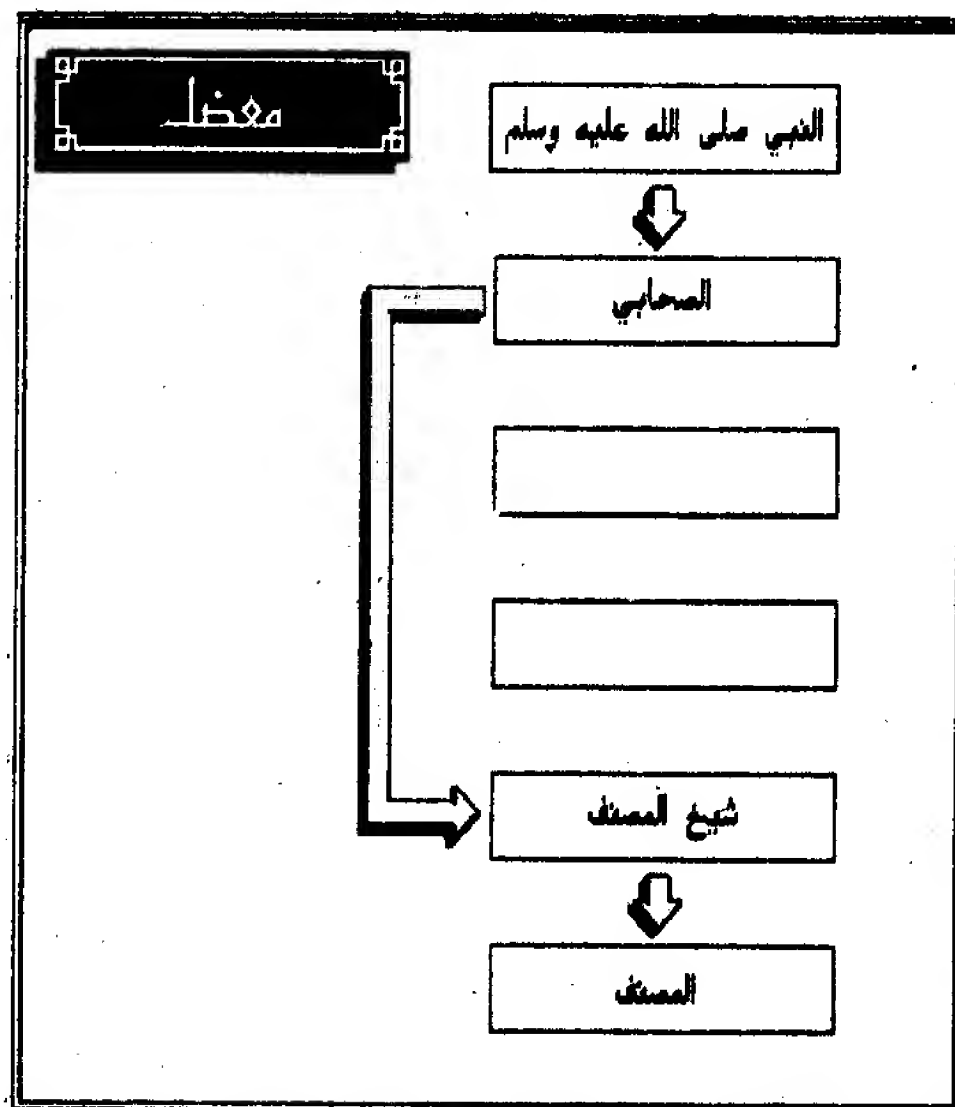 معضل
النبي صلى الله عليه وسلم
الصحابي
شيخ المصنف
المصنف